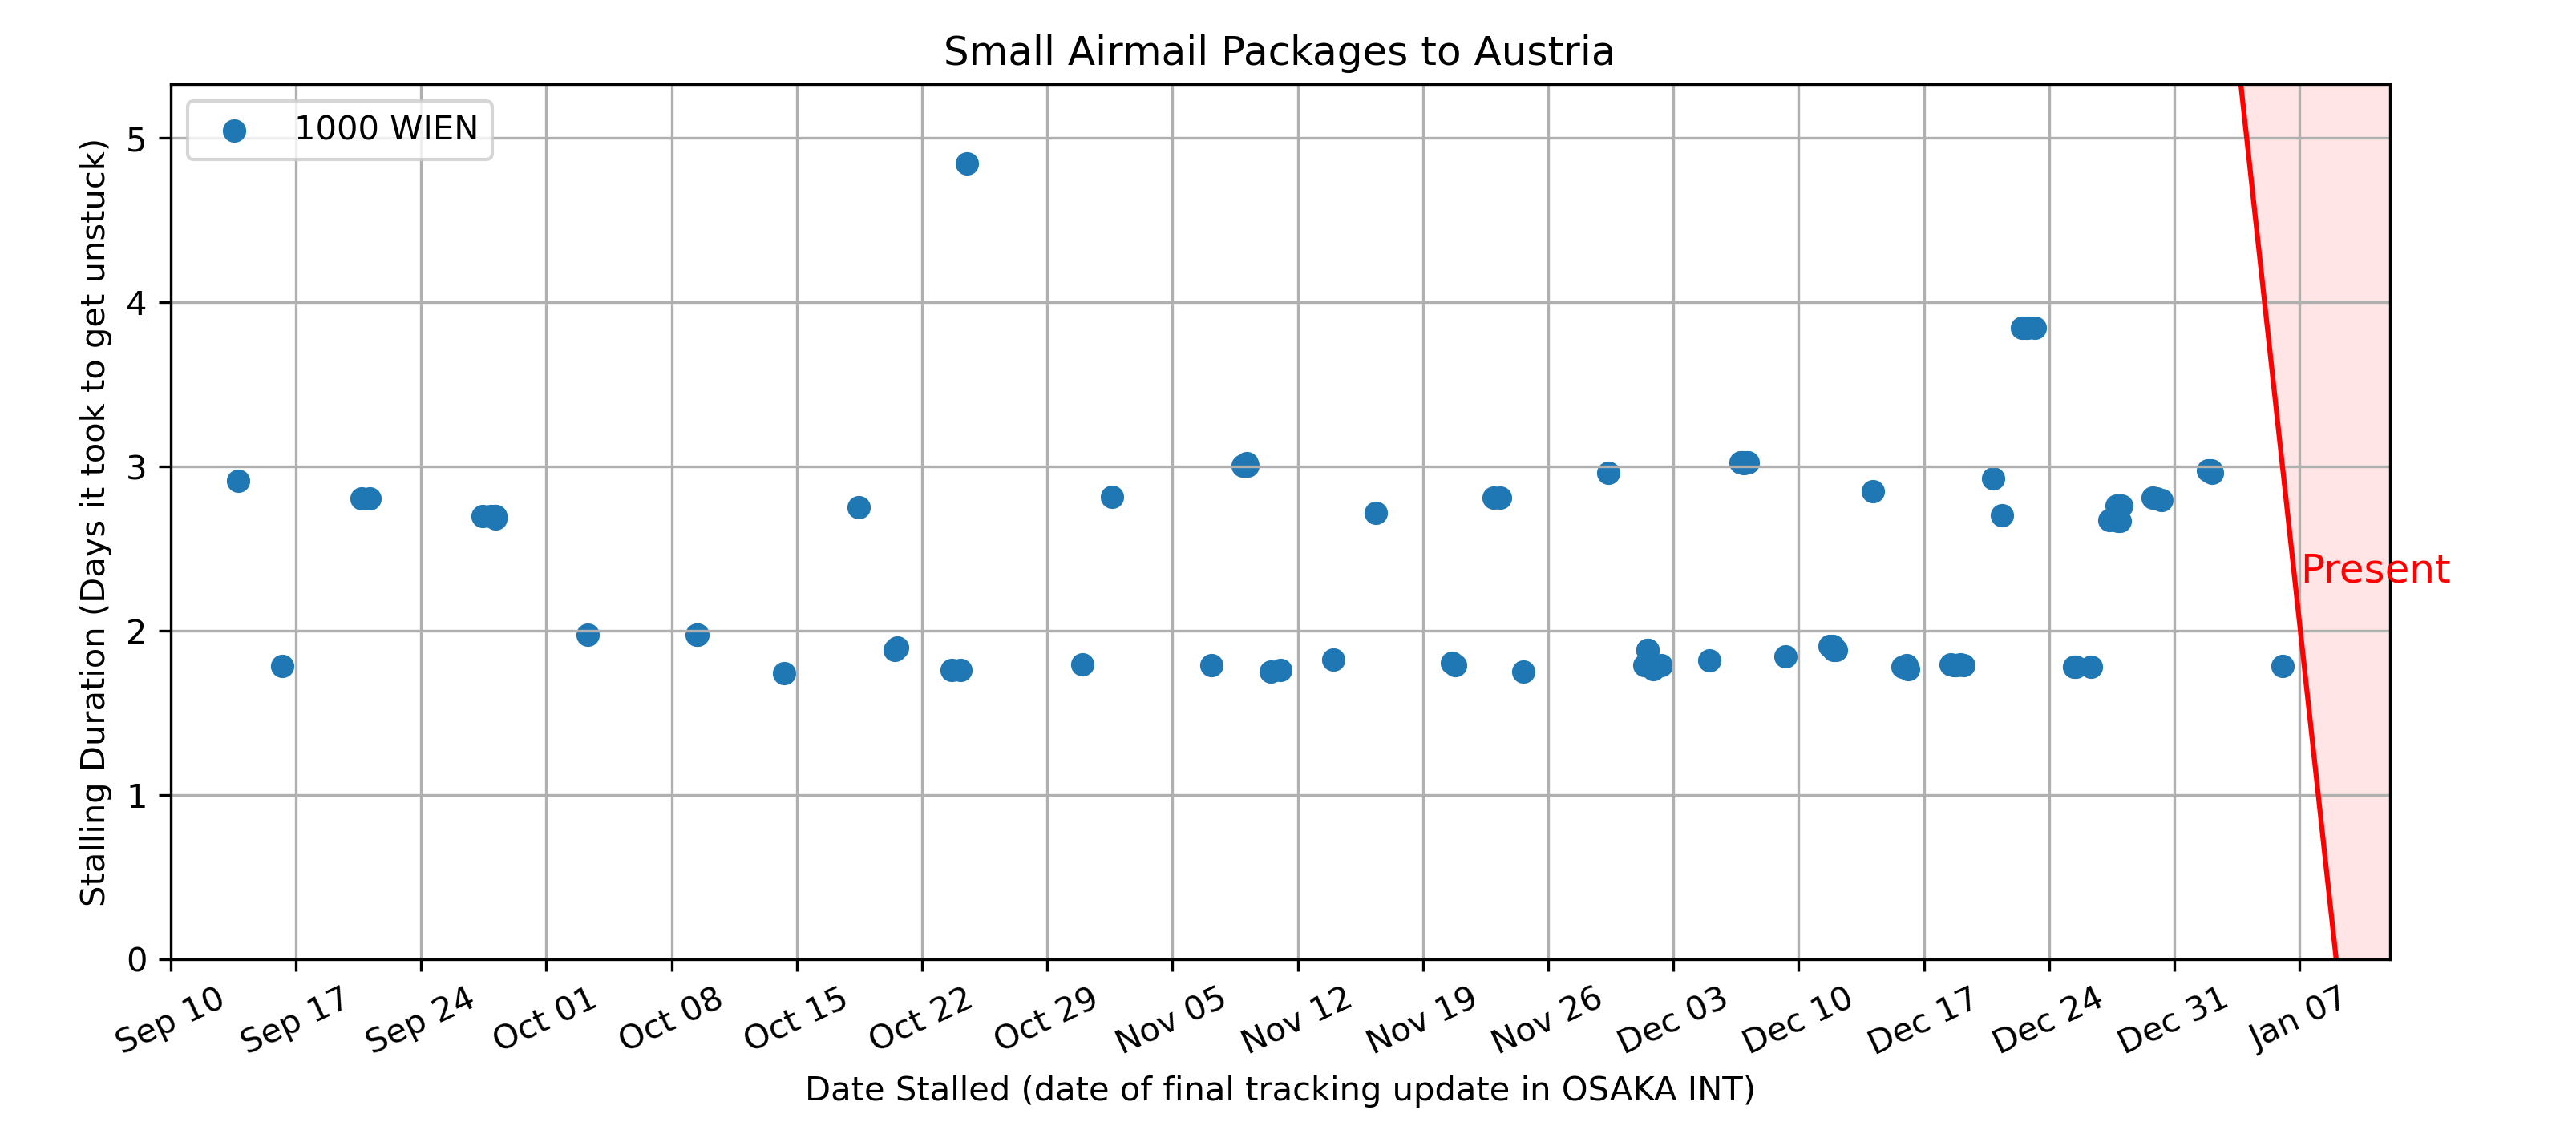 Small Airmail Packages to Austria
1000 WIEN
Stalling Duration (Days it took to get unstuck)
5
4
3
2
1
0
Present
Sep 10
Sep 17
Sep 24
Oct 01
Oct 08
Oct 15
Oct 22
Oct 29
Nov 05
Nov 12
Nov 19
Nov 26
Dec 03
Dec 10
Dec 17
Dec 24
Dec 31
Jan 07
Date Stalled (date of final tracking update in OSAKA INT)